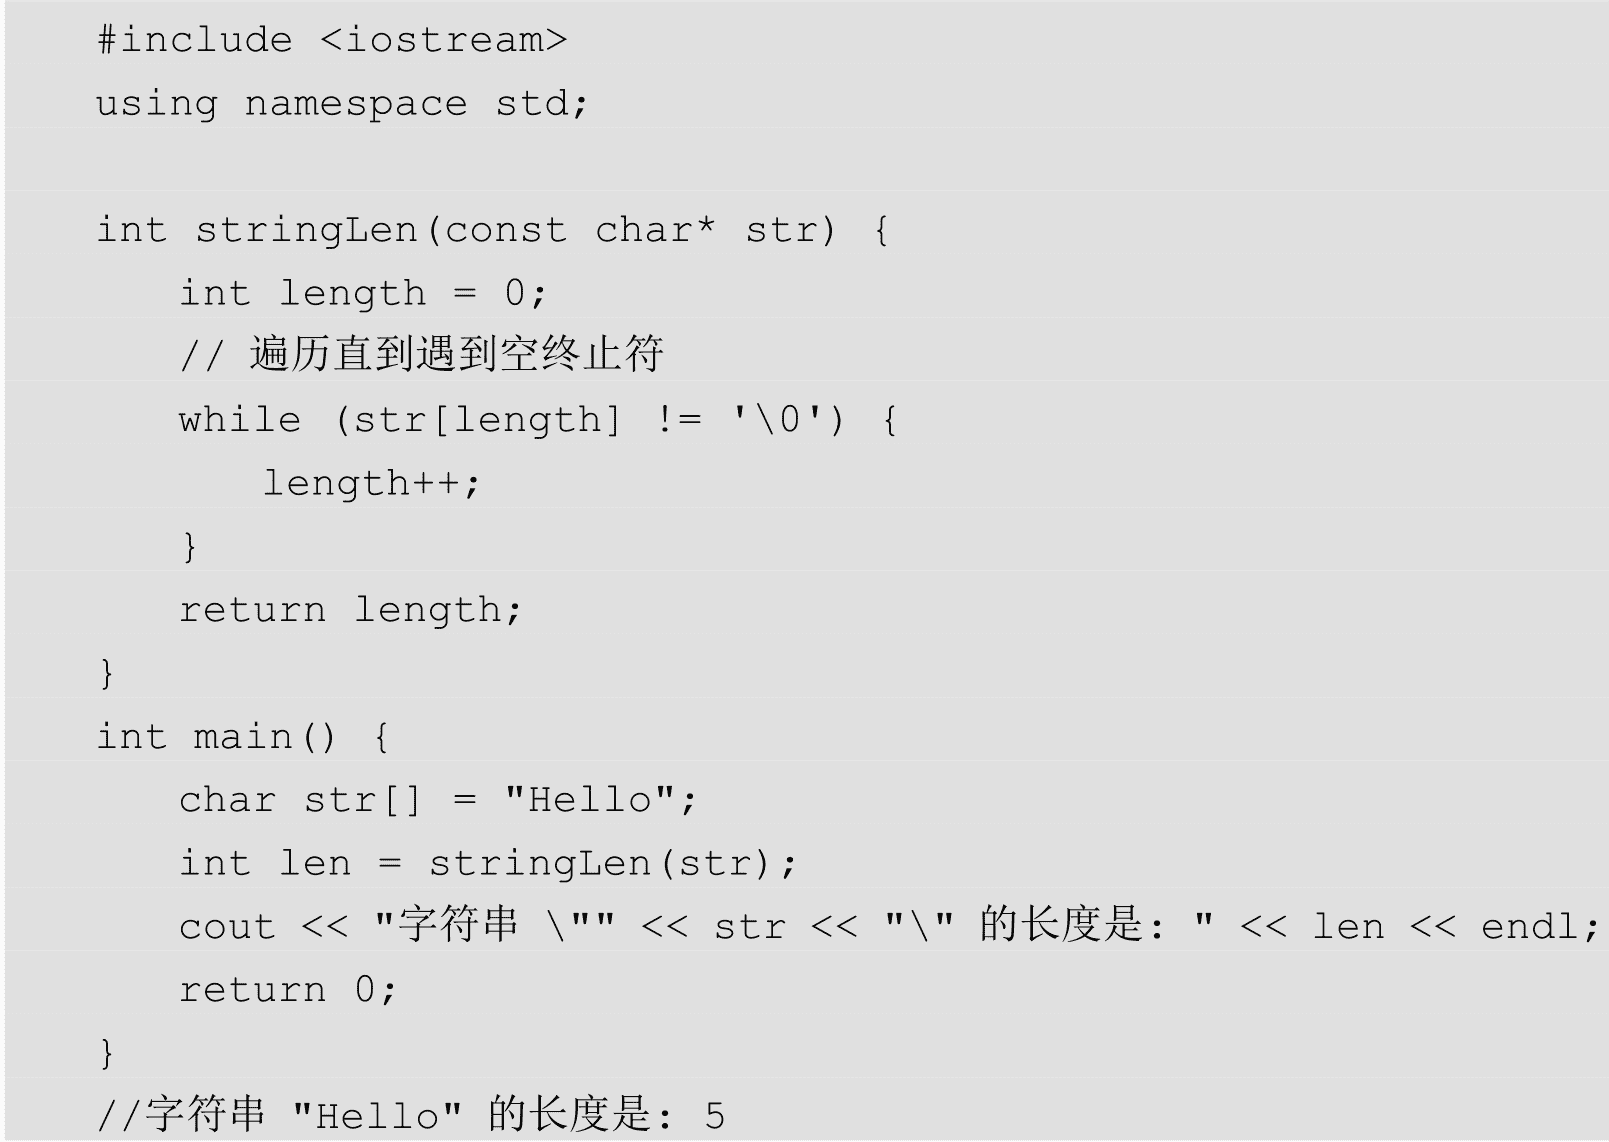 #include <iostream>
using namespace std;

int stringLen(const char* str) {
    int length = 0;
    // 遍历直到遇到空终止符
    while (str[length] != '\0') {
        length++;
    }
    return length;
}
int main() {
    char str[] = "Hello";
    int len = stringLen(str);
    cout << "字符串 \"" << str << "\" 的长度是: " << len << endl;
    return 0;
}
//字符串 "Hello" 的长度是: 5